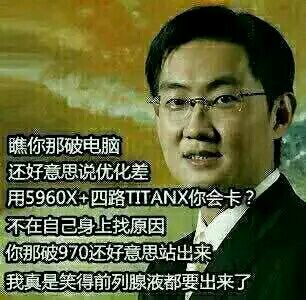 瞧你那破电脑
还好意思说优化差
用5960X+四路TITANX你会卡？
不在自己身上找原因
你那破970还好意思站出来
我真是笑得前列腺液都要出来了